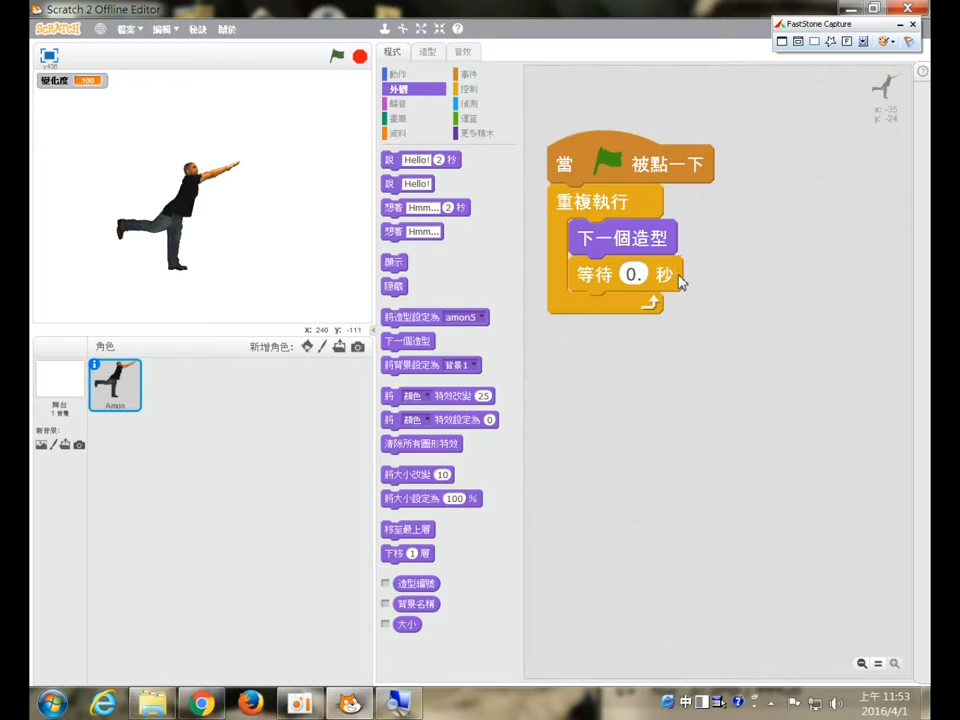 Scratch 2 Offline Editor
FastStone Capture
SCRATCH 檔案 編輯 秘訣 關於
v436
變化度 100
X: 240 y: -111
角色 新增角色:
舞台
1 背景
Amon
新背景:
程式 造型 音效
動作 事件
外觀 控制
聲音 偵測
畫筆 運算
資料 更多積木
說 Hello! 2 秒
說 Hello!
想著 Hmm... 2 秒
想著 Hmm...
顯示
隱藏
將造型設定為 amon5
下一個造型
將背景設定為 背景1
將 顏色 特效改變 25
將 顏色 特效設定為 0
清除所有圖形特效
將大小改變 10
將大小設定為 100 %
移至最上層
下移 1 層
造型編號
背景名稱
大小
x: -35
y: -24
當 被點一下
重複執行
下一個造型
等待 0. 秒
中
上午 11:53
2016/4/1